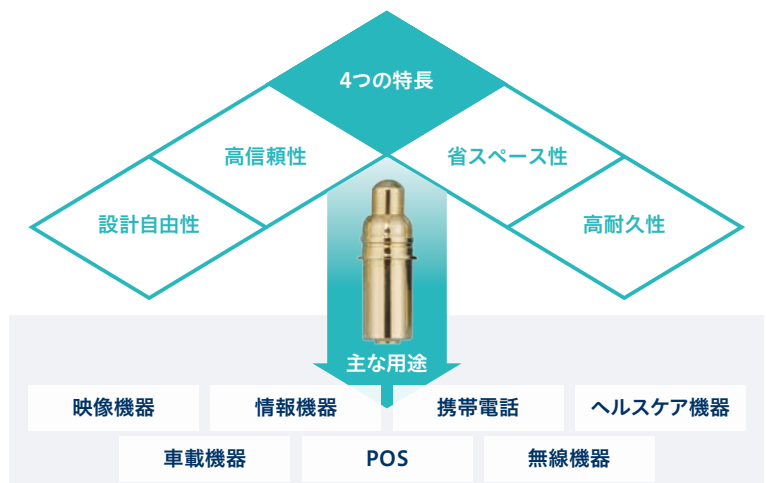 4つの特長
高信頼性
省スペース性
設計自由性
高耐久性
主な用途
映像機器
情報機器
携帯電話
ヘルスケア機器
車載機器
POS
無線機器